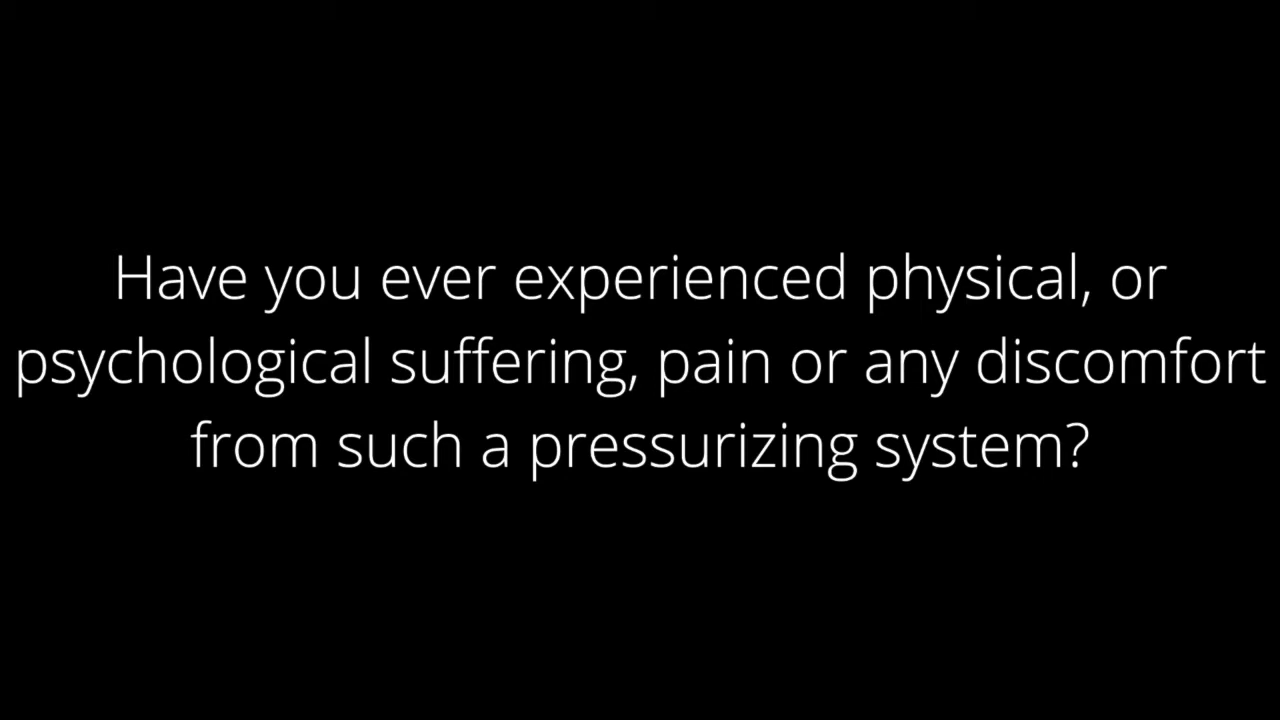 Have you ever experienced physical, or
psychological suffering, pain or any discomfort
from such a pressurizing system?